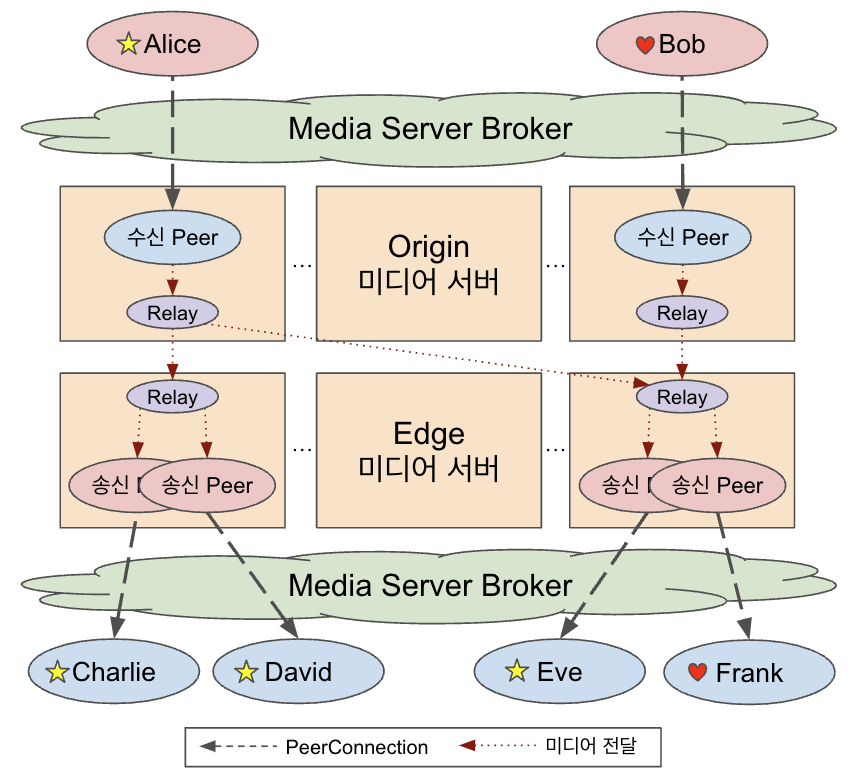 Alice
Bob
Media Server Broker
수신 Peer
수신 Peer
Origin
미디어 서버
...
...
Relay
Relay
Relay
Relay
Edge
미디어 서버
...
...
송신
송신 Peer
송신
송신 Peer
Media Server Broker
Charlie
David
Eve
Frank
PeerConnection
미디어 전달